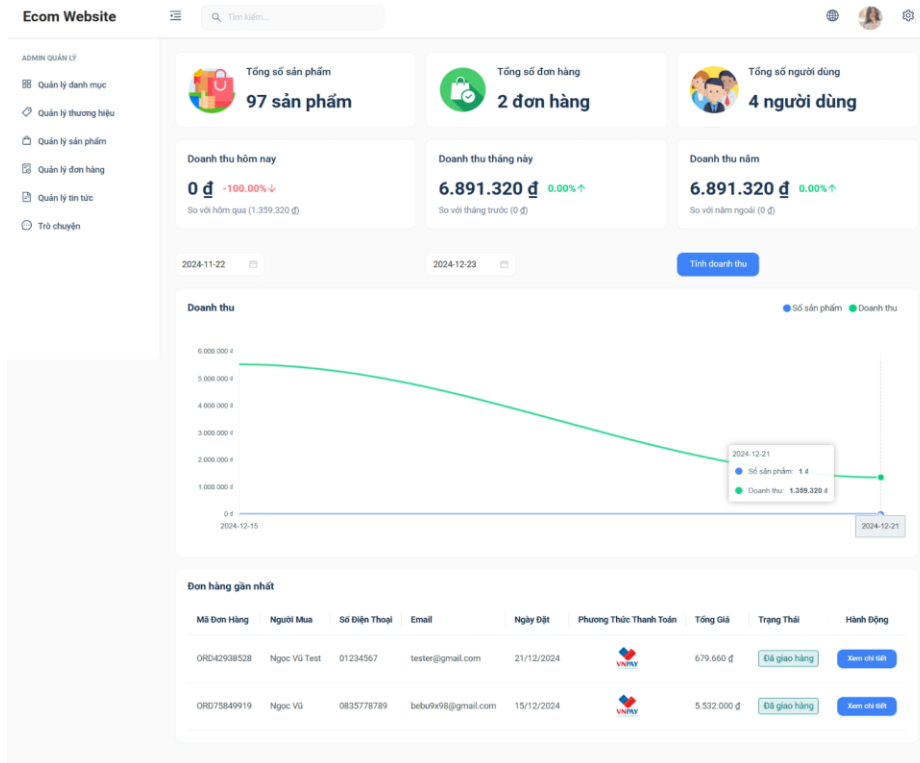 Ecom Website
Tìm kiếm...
ADMIN QUẢN LÝ
Quản lý danh mục
Quản lý thương hiệu
Quản lý sản phẩm
Quản lý đơn hàng
Quản lý tin tức
Trò chuyện
Tổng số sản phẩm
97 sản phẩm
Tổng số đơn hàng
2 đơn hàng
Tổng số người dùng
4 người dùng
Doanh thu hôm nay
0 ₫ -100.00%↓
So với hôm qua (1.359.320 ₫)
Doanh thu tháng này
6.891.320 ₫ 0.00%↑
So với tháng trước (0 ₫)
Doanh thu năm
6.891.320 ₫ 0.00%↑
So với năm ngoái (0 ₫)
2024-11-22
2024-12-23
Tính doanh thu
Doanh thu
Số sản phẩm Doanh thu
6.000.000 ₫
5.000.000 ₫
4.000.000 ₫
3.000.000 ₫
2.000.000 ₫
1.000.000 ₫
0 ₫
2024-12-15
2024-12-21
Số sản phẩm: 1 ₫
Doanh thu: 1.359.320 ₫
2024-12-21
Đơn hàng gần nhất
Mã Đơn Hàng Người Mua Số Điện Thoại Email Ngày Đặt Phương Thức Thanh Toán Tổng Giá Trạng Thái Hành Động
ORD42938528 Ngọc Vũ Test 01234567 tester@gmail.com 21/12/2024 VNPAY 679.660 ₫ Đã giao hàng Xem chi tiết
ORD75849919 Ngọc Vũ 0835778789 bebu9x98@gmail.com 15/12/2024 VNPAY 5.532.000 ₫ Đã giao hàng Xem chi tiết